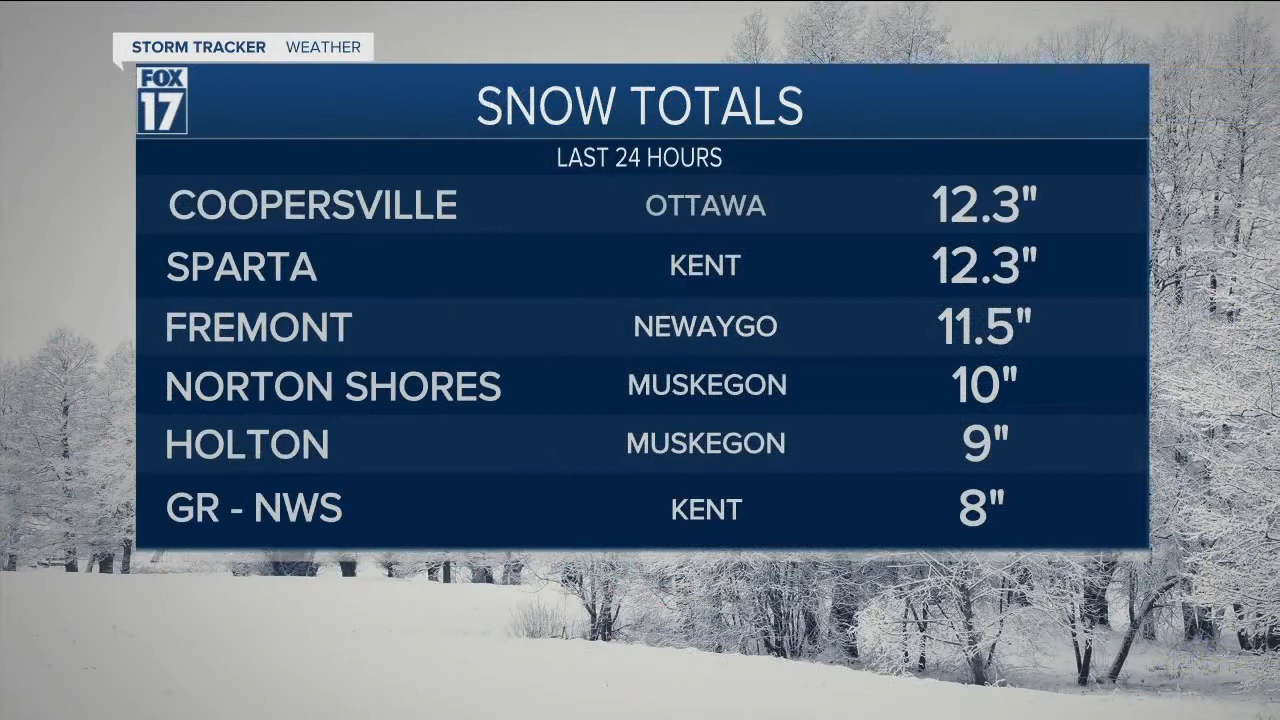 STORM TRACKER WEATHER
FOX
17
SNOW TOTALS
LAST 24 HOURS
COOPERSVILLE OTTAWA 12.3"
SPARTA KENT 12.3"
FREMONT NEWAYGO 11.5"
NORTON SHORES MUSKEGON 10"
HOLTON MUSKEGON 9"
GR - NWS KENT 8"